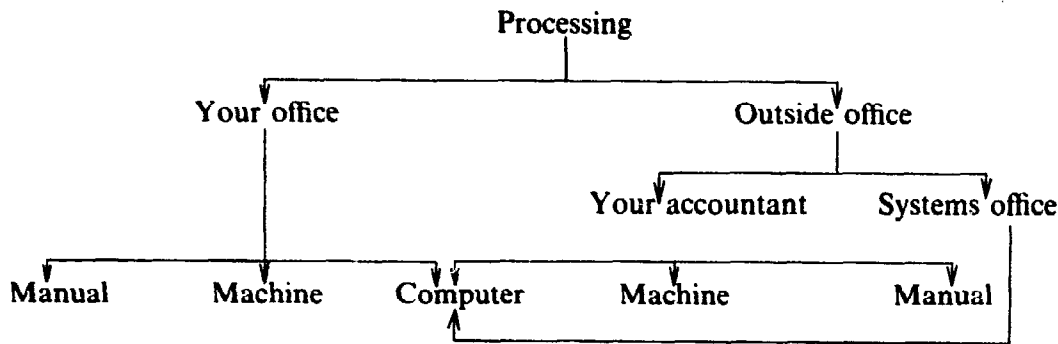 Processing
Your office Outside office
Your accountant Systems office
Manual Machine Computer Machine Manual